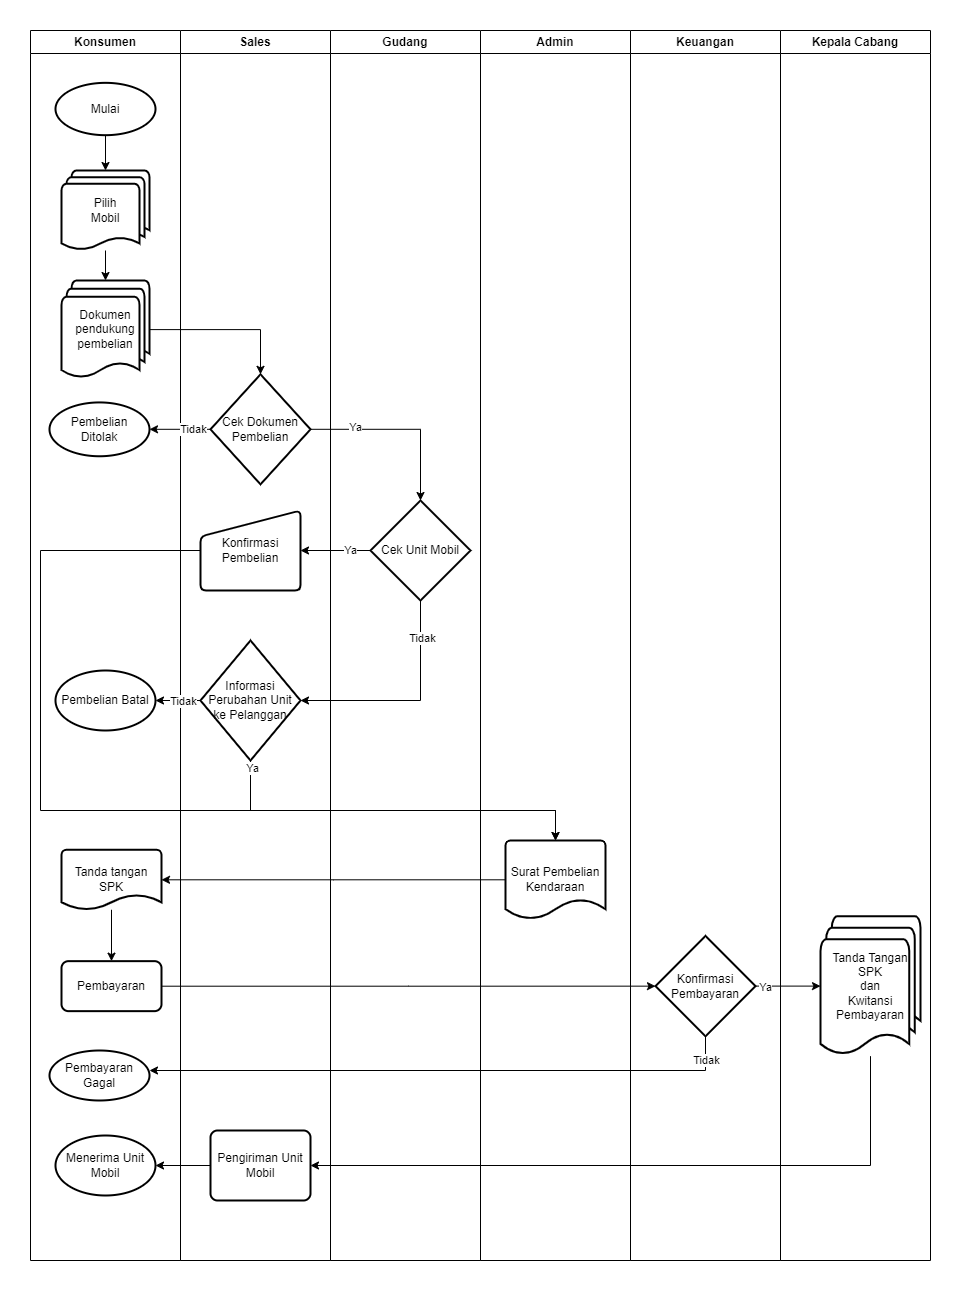 Konsumen
Sales
Gudang
Admin
Keuangan
Kepala Cabang
Mulai
Pilih
Mobil
Dokumen
pendukung
pembelian
Cek Dokumen
Pembelian
Tidak
Pembelian
Ditolak
Ya
Cek Unit Mobil
Ya
Konfirmasi
Pembelian
Tidak
Informasi
Perubahan Unit
ke Pelanggan
Tidak
Pembelian Batal
Ya
Surat Pembelian
Kendaraan
Tanda tangan
SPK
Pembayaran
Konfirmasi
Pembayaran
Ya
Tanda Tangan
SPK
dan
Kwitansi
Pembayaran
Tidak
Pembayaran
Gagal
Pengiriman Unit
Mobil
Menerima Unit
Mobil